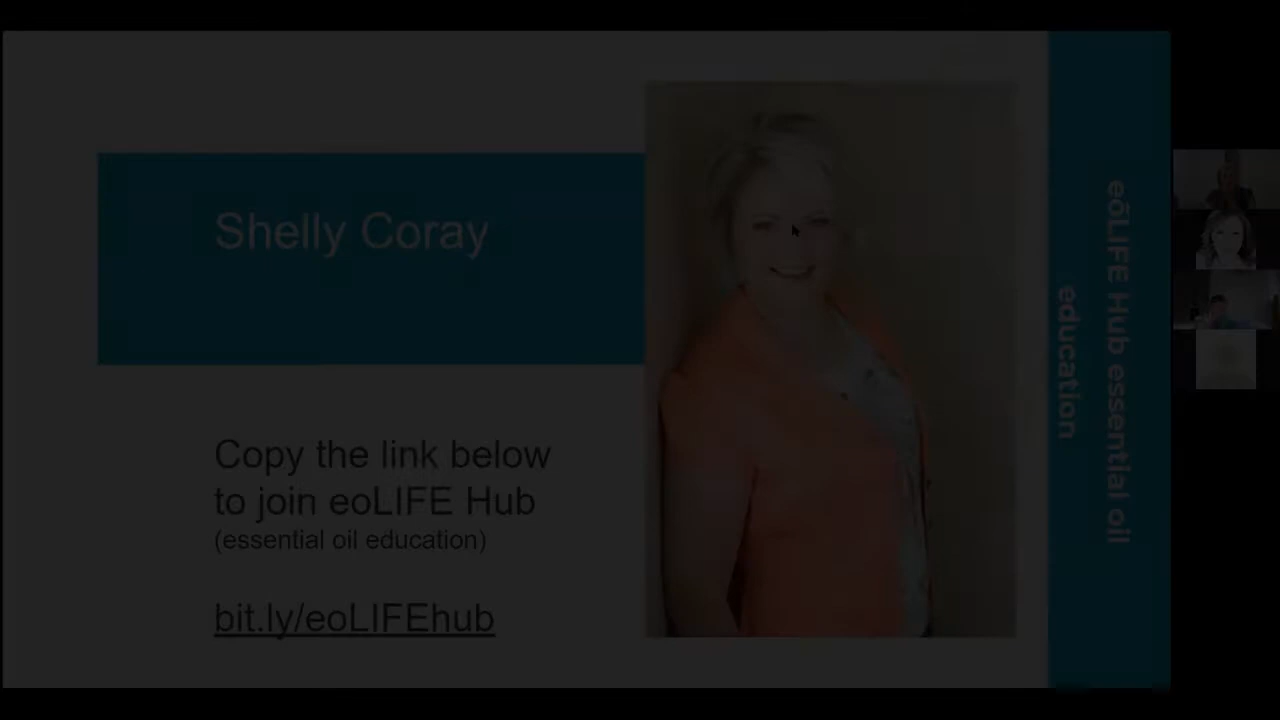 Shelly Coray
Copy the link below
to join eoLIFE Hub
(essential oil education)
bit.ly/eoLIFEhub
eōLIFE Hub essential oil
education